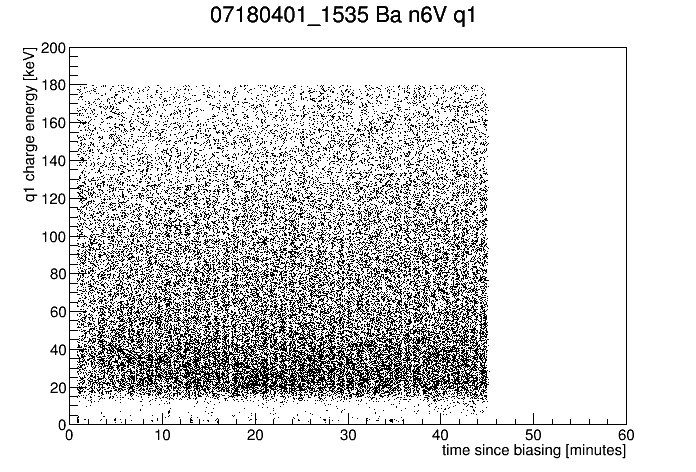 07180401_1535 Ba n6V q1
q1 charge energy [keV]
200
180
160
140
120
100
80
60
40
20
0
0 10 20 30 40 50 60
time since biasing [minutes]